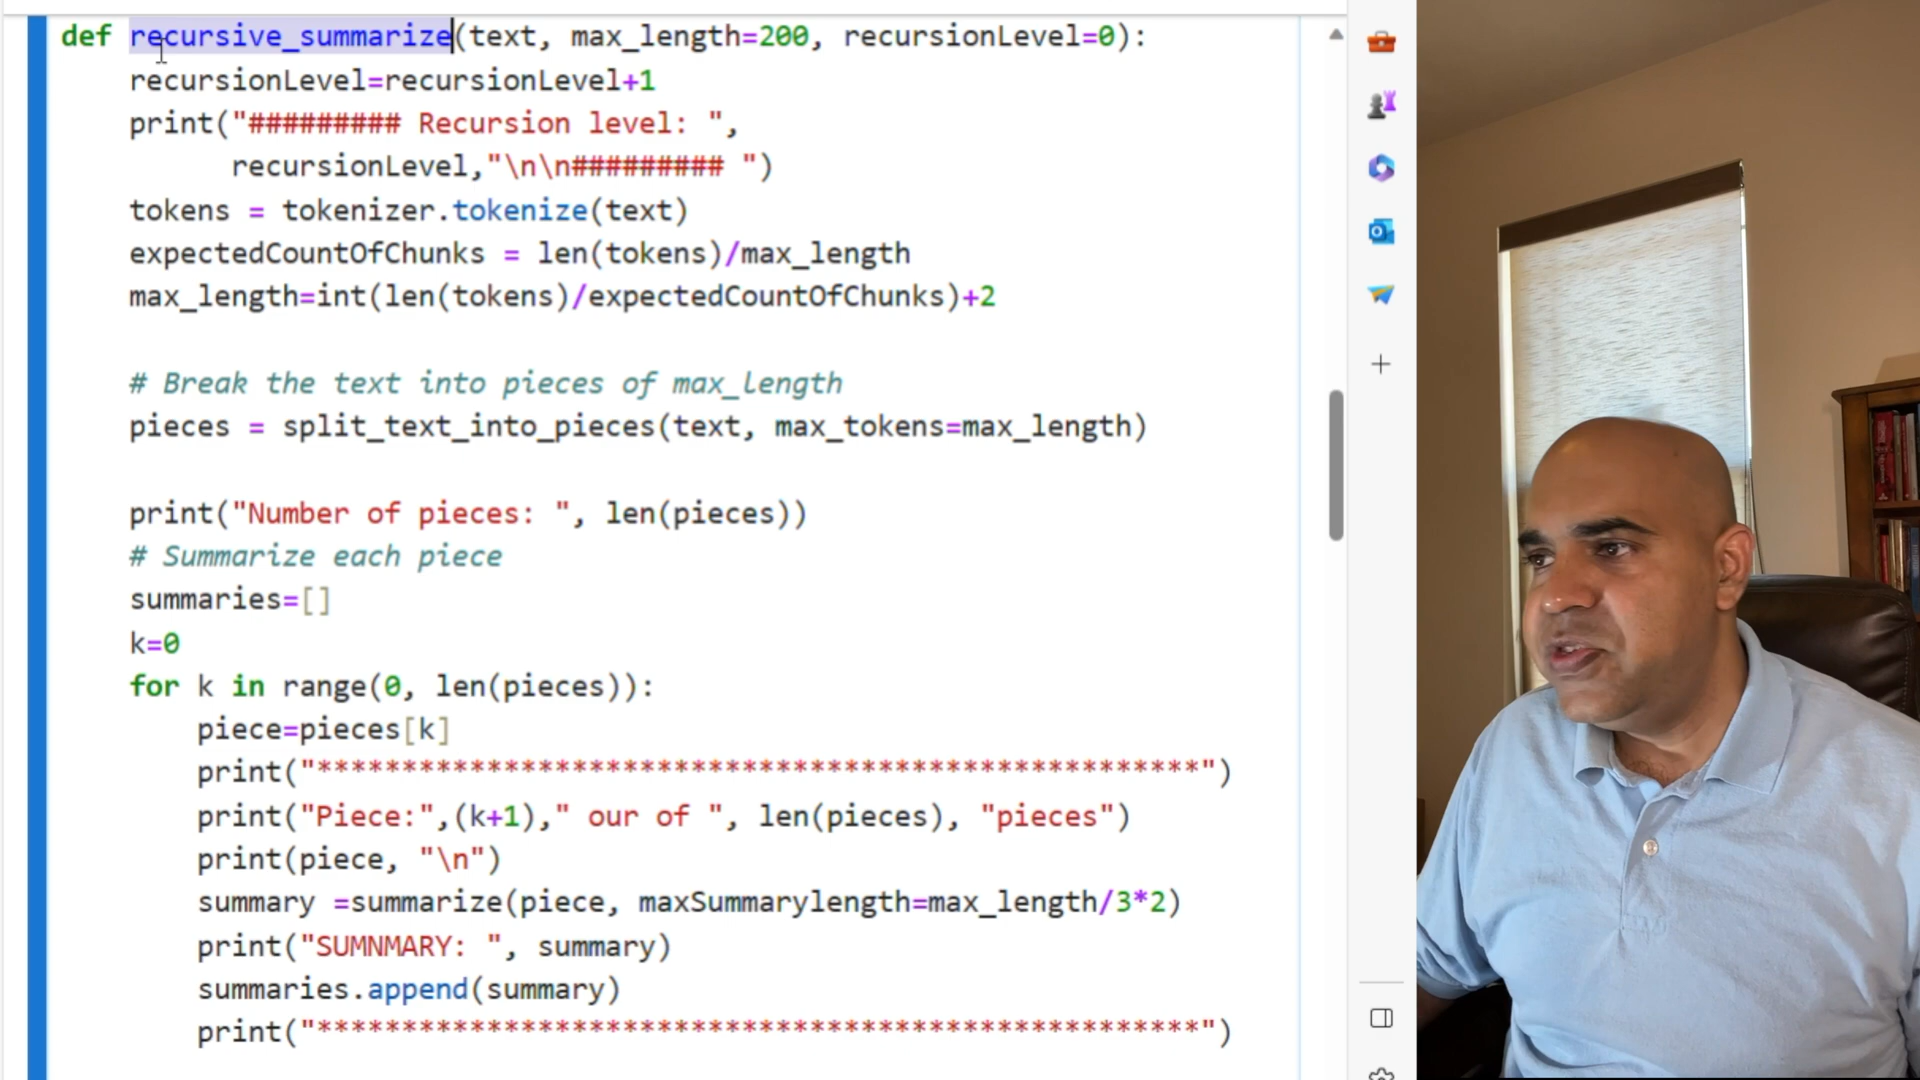 def recursive_summarize(text, max_length=200, recursionLevel=0):
recursionLevel=recursionLevel+1
print("######### Recursion level: ",
recursionLevel,"\n\n######### ")
tokens = tokenizer.tokenize(text)
expectedCountOfChunks = len(tokens)/max_length
max_length=int(len(tokens)/expectedCountOfChunks)+2
# Break the text into pieces of max_length
pieces = split_text_into_pieces(text, max_tokens=max_length)
print("Number of pieces: ", len(pieces))
# Summarize each piece
summaries=[]
k=0
for k in range(0, len(pieces)):
piece=pieces[k]
print("****************************************************")
print("Piece:",(k+1)," our of ", len(pieces), "pieces")
print(piece, "\n")
summary =summarize(piece, maxSummarylength=max_length/3*2)
print("SUMNMARY: ", summary)
summaries.append(summary)
print("****************************************************")